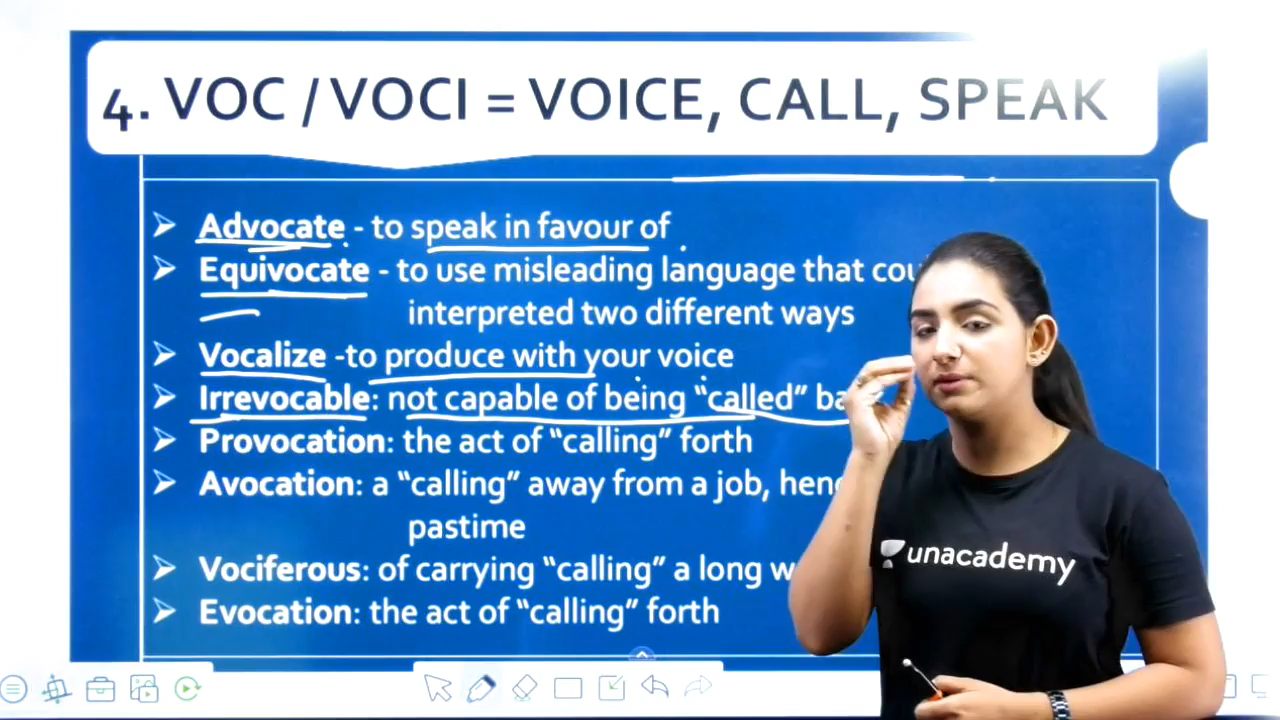 4. VOC / VOCI = VOICE, CALL, SPEAK
➢ Advocate - to speak in favour of
➢ Equivocate - to use misleading language that cou
interpreted two different ways
➢ Vocalize -to produce with your voice
➢ Irrevocable: not capable of being “called” ba
➢ Provocation: the act of “calling” forth
➢ Avocation: a “calling” away from a job, henc
pastime
➢ Vociferous: of carrying “calling” a long w
➢ Evocation: the act of “calling” forth
unacademy